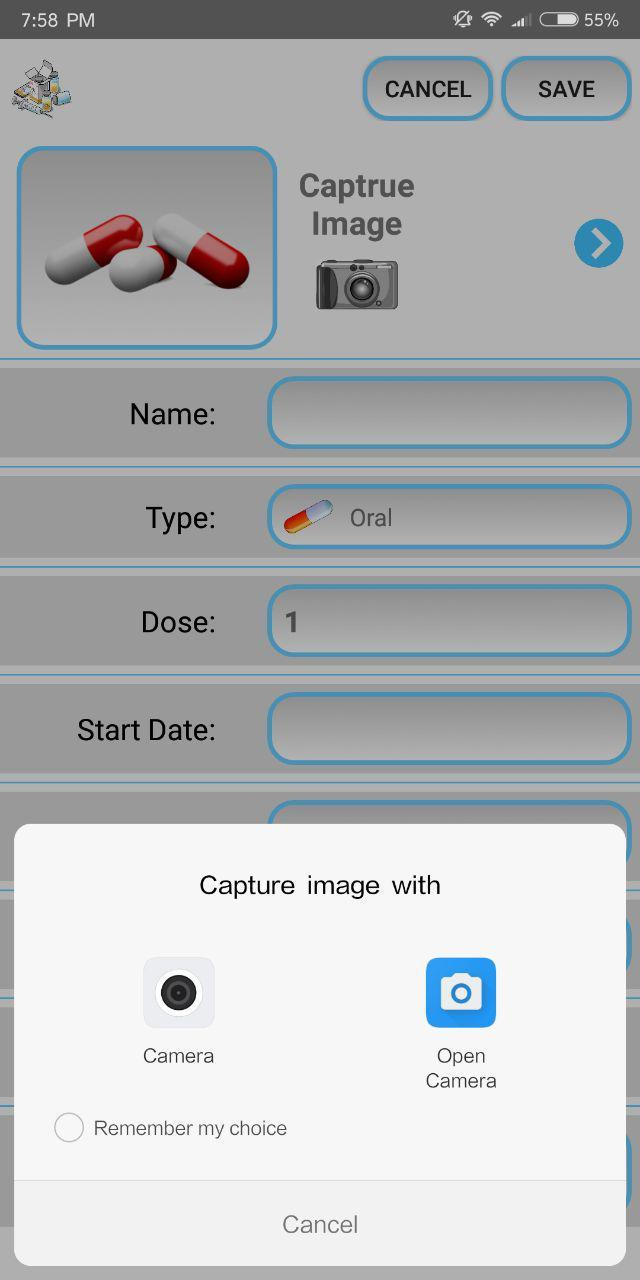 7:58 PM
55%
CANCEL
SAVE
Captrue
Image
Name:
Type:
Oral
Dose:
1
Start Date:
Capture image with
Camera
Open
Camera
Remember my choice
Cancel